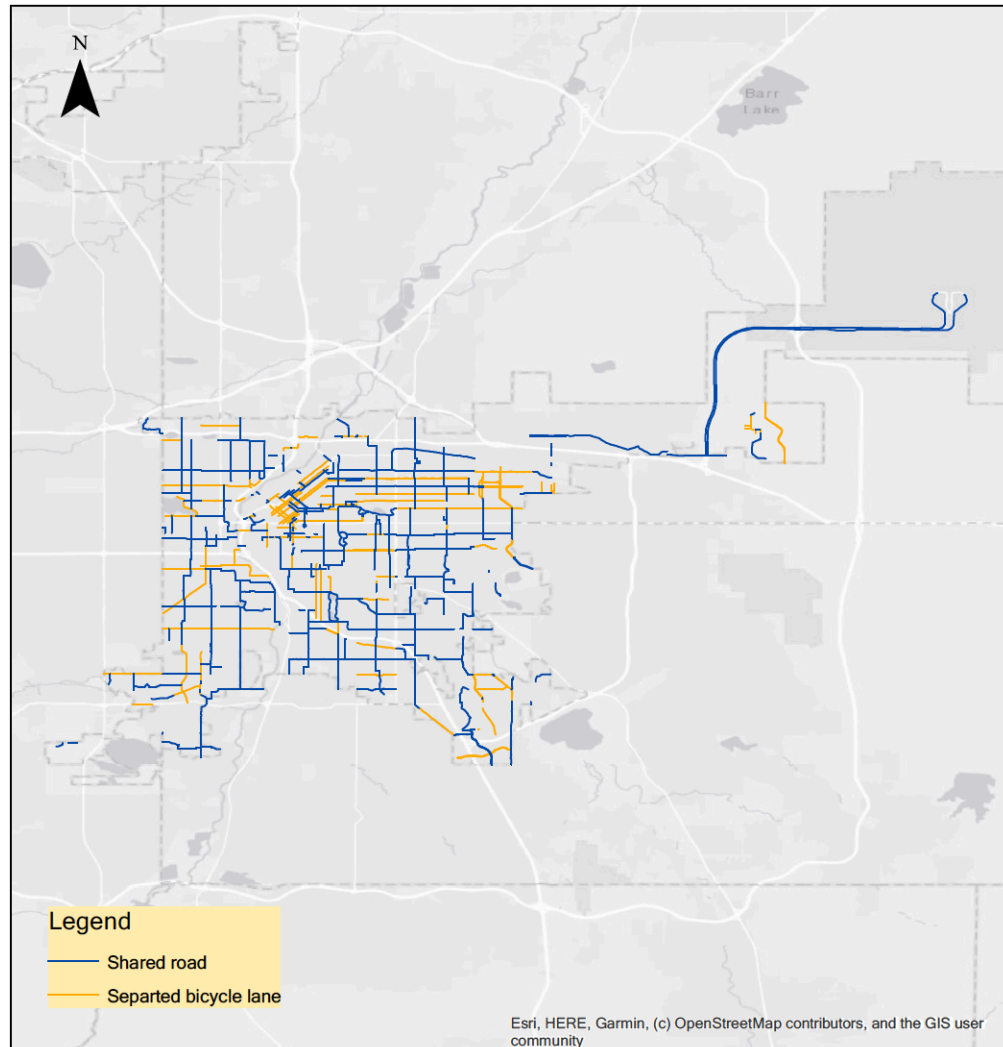 N
Barr
Lake
Legend
Shared road
Separted bicycle lane
Esri, HERE, Garmin, (c) OpenStreetMap contributors, and the GIS user
community